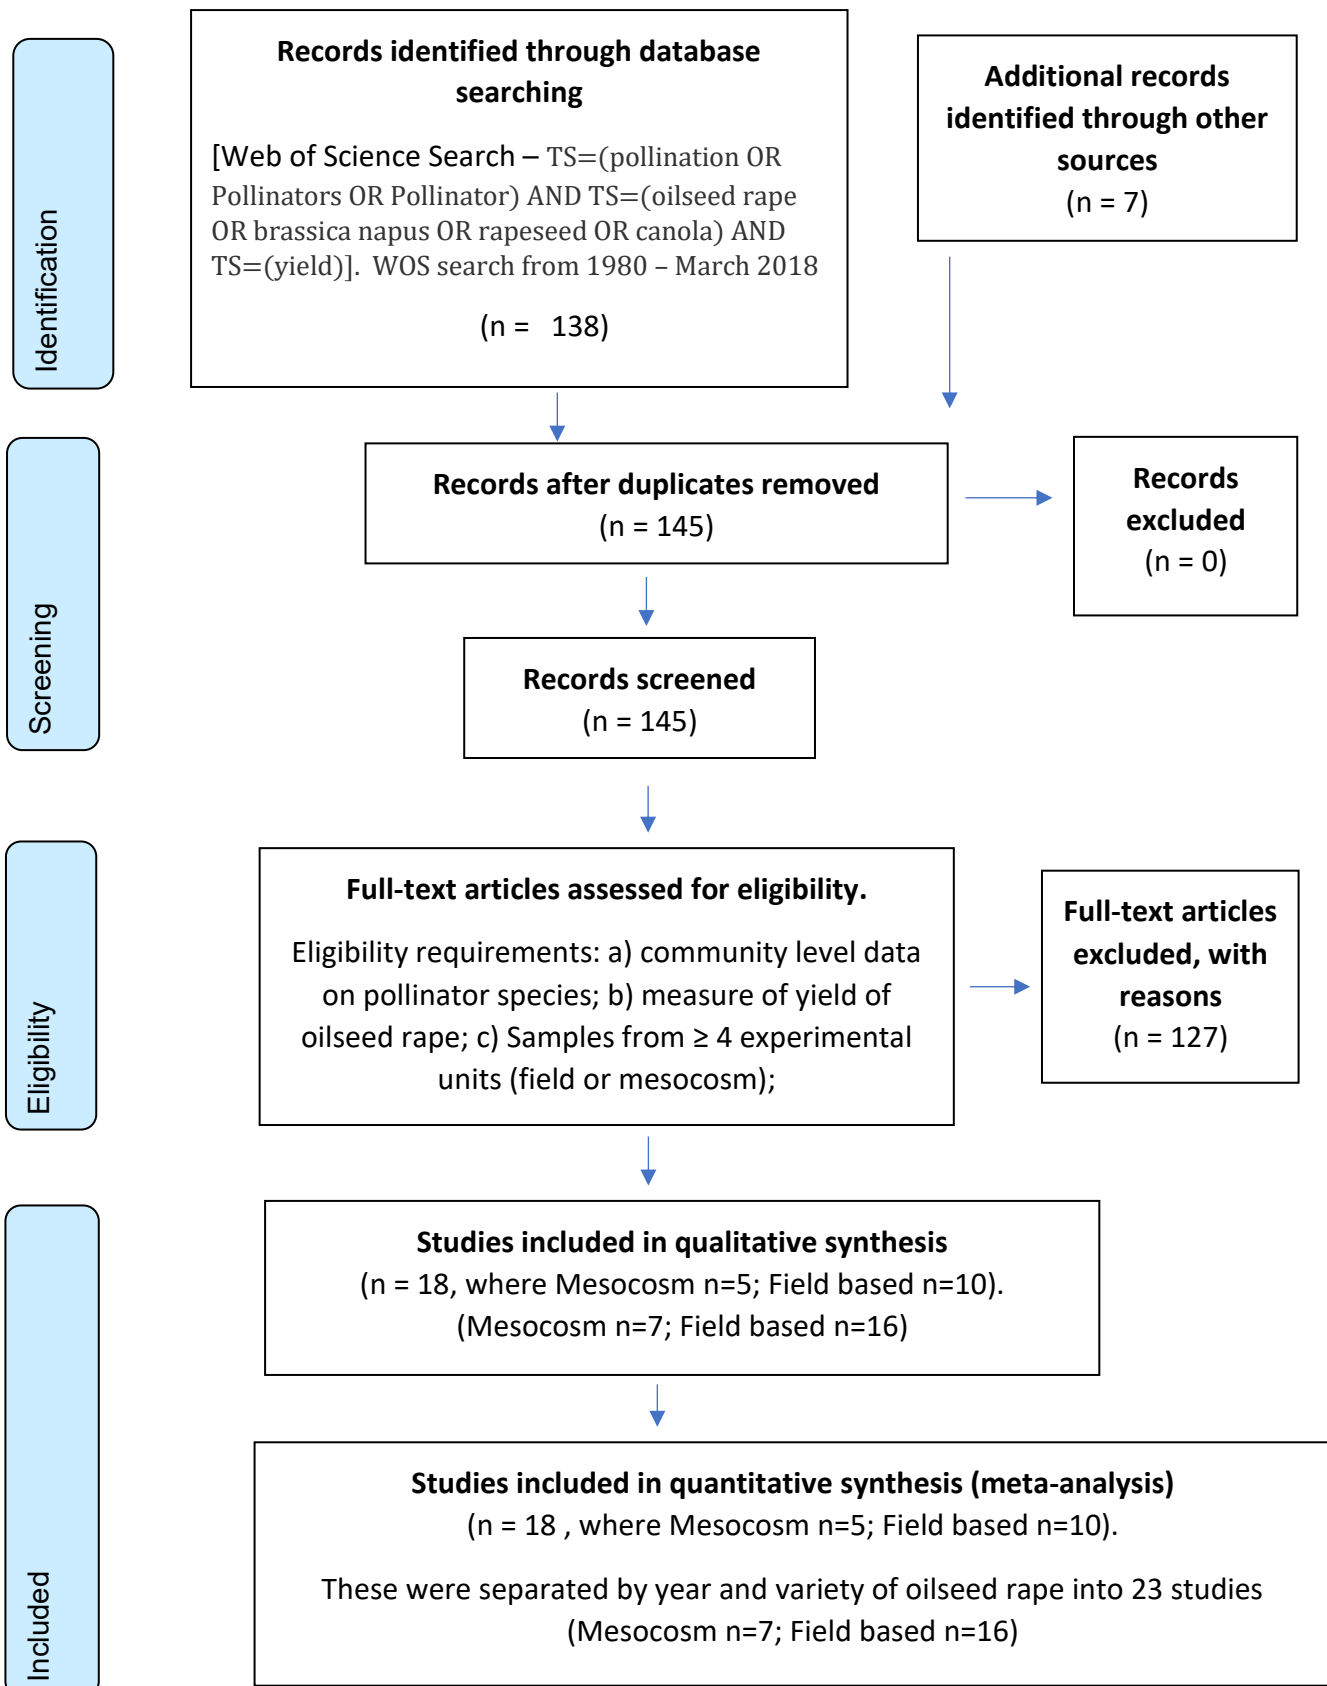 Identification
Records identified through database
searching
[Web of Science Search – TS=(pollination OR
Pollinators OR Pollinator) AND TS=(oilseed rape
OR brassica napus OR rapeseed OR canola) AND
TS=(yield)]. WOS search from 1980 – March 2018
(n = 138)
Additional records
identified through other
sources
(n = 7)
Screening
Records after duplicates removed
(n = 145)
Records
excluded
(n = 0)
Records screened
(n = 145)
Eligibility
Full-text articles assessed for eligibility.
Eligibility requirements: a) community level data
on pollinator species; b) measure of yield of
oilseed rape; c) Samples from ≥ 4 experimental
units (field or mesocosm);
Full-text articles
excluded, with
reasons
(n = 127)
Included
Studies included in qualitative synthesis
(n = 18, where Mesocosm n=5; Field based n=10).
(Mesocosm n=7; Field based n=16)
Studies included in quantitative synthesis (meta-analysis)
(n = 18 , where Mesocosm n=5; Field based n=10).
These were separated by year and variety of oilseed rape into 23 studies
(Mesocosm n=7; Field based n=16)